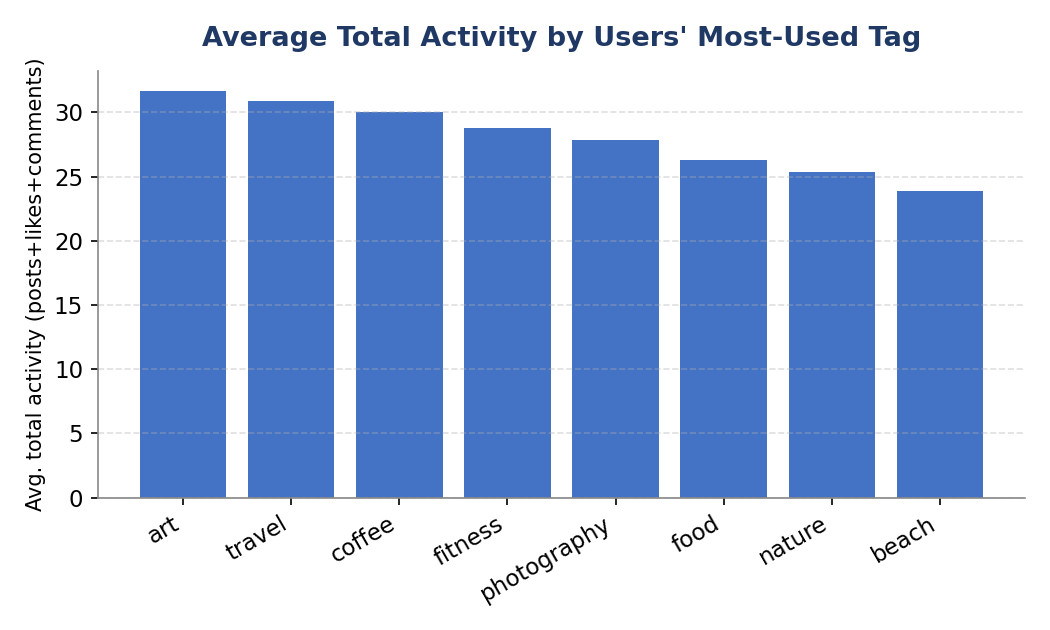 Average Total Activity by Users' Most-Used Tag
Avg. total activity (posts+likes+comments)
30
25
20
15
10
5
0
art
travel
coffee
fitness
photography
food
nature
beach